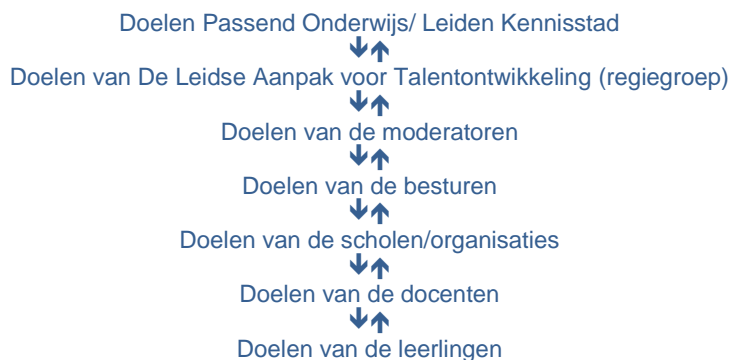 Doelen Passend Onderwijs/ Leiden Kennisstad
Doelen van De Leidse Aanpak voor Talentontwikkeling (regiegroep)
Doelen van de moderatoren
Doelen van de besturen
Doelen van de scholen/organisaties
Doelen van de docenten
Doelen van de leerlingen